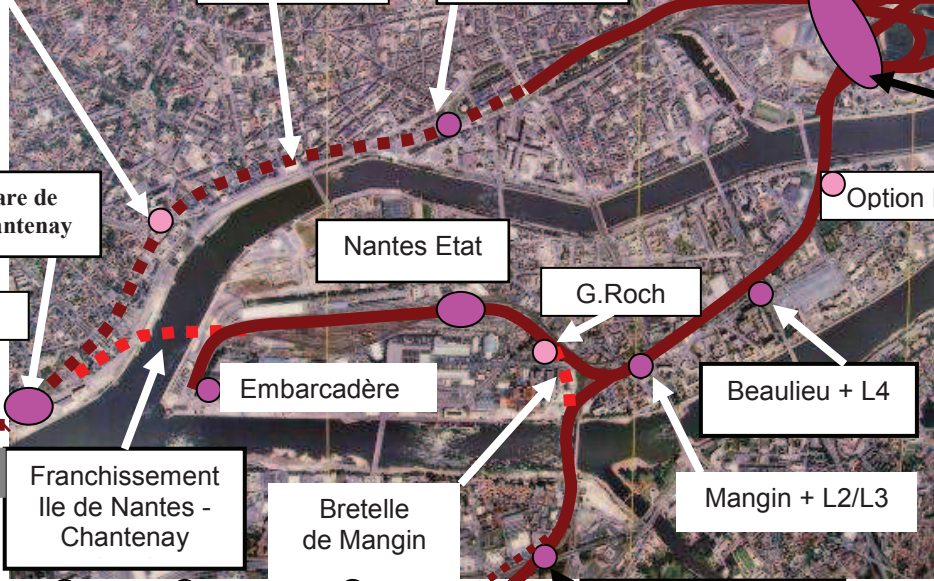 are de
antenay
Option
Nantes Etat
G.Roch
Embarcadère
Beaulieu + L4
Franchissement
Ile de Nantes -
Chantenay
Bretelle
de Mangin
Mangin + L2/L3